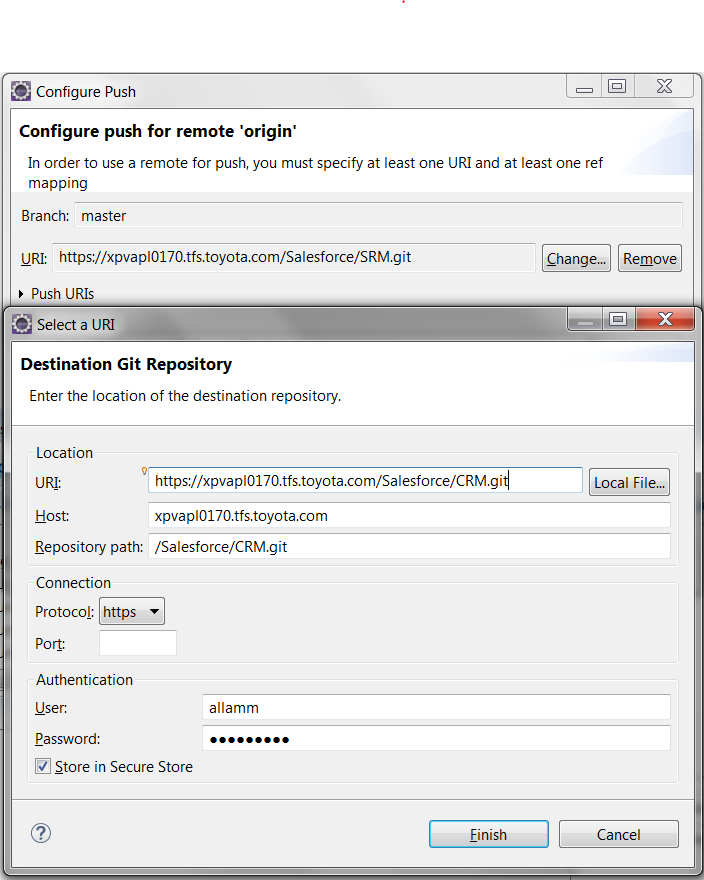 Configure Push
Configure push for remote 'origin'
In order to use a remote for push, you must specify at least one URI and at least one ref
mapping
Branch: master
URI: https://xpvapl0170.tfs.toyota.com/Salesforce/SRM.git Change... Remove
Push URIs
Select a URI
Destination Git Repository
Enter the location of the destination repository.
Location
URI: https://xpvapl0170.tfs.toyota.com/Salesforce/CRM.git Local File...
Host: xpvapl0170.tfs.toyota.com
Repository path: /Salesforce/CRM.git
Connection
Protocol: https
Port:
Authentication
User: allamm
Password: ●●●●●●●●●
Store in Secure Store
? Finish Cancel